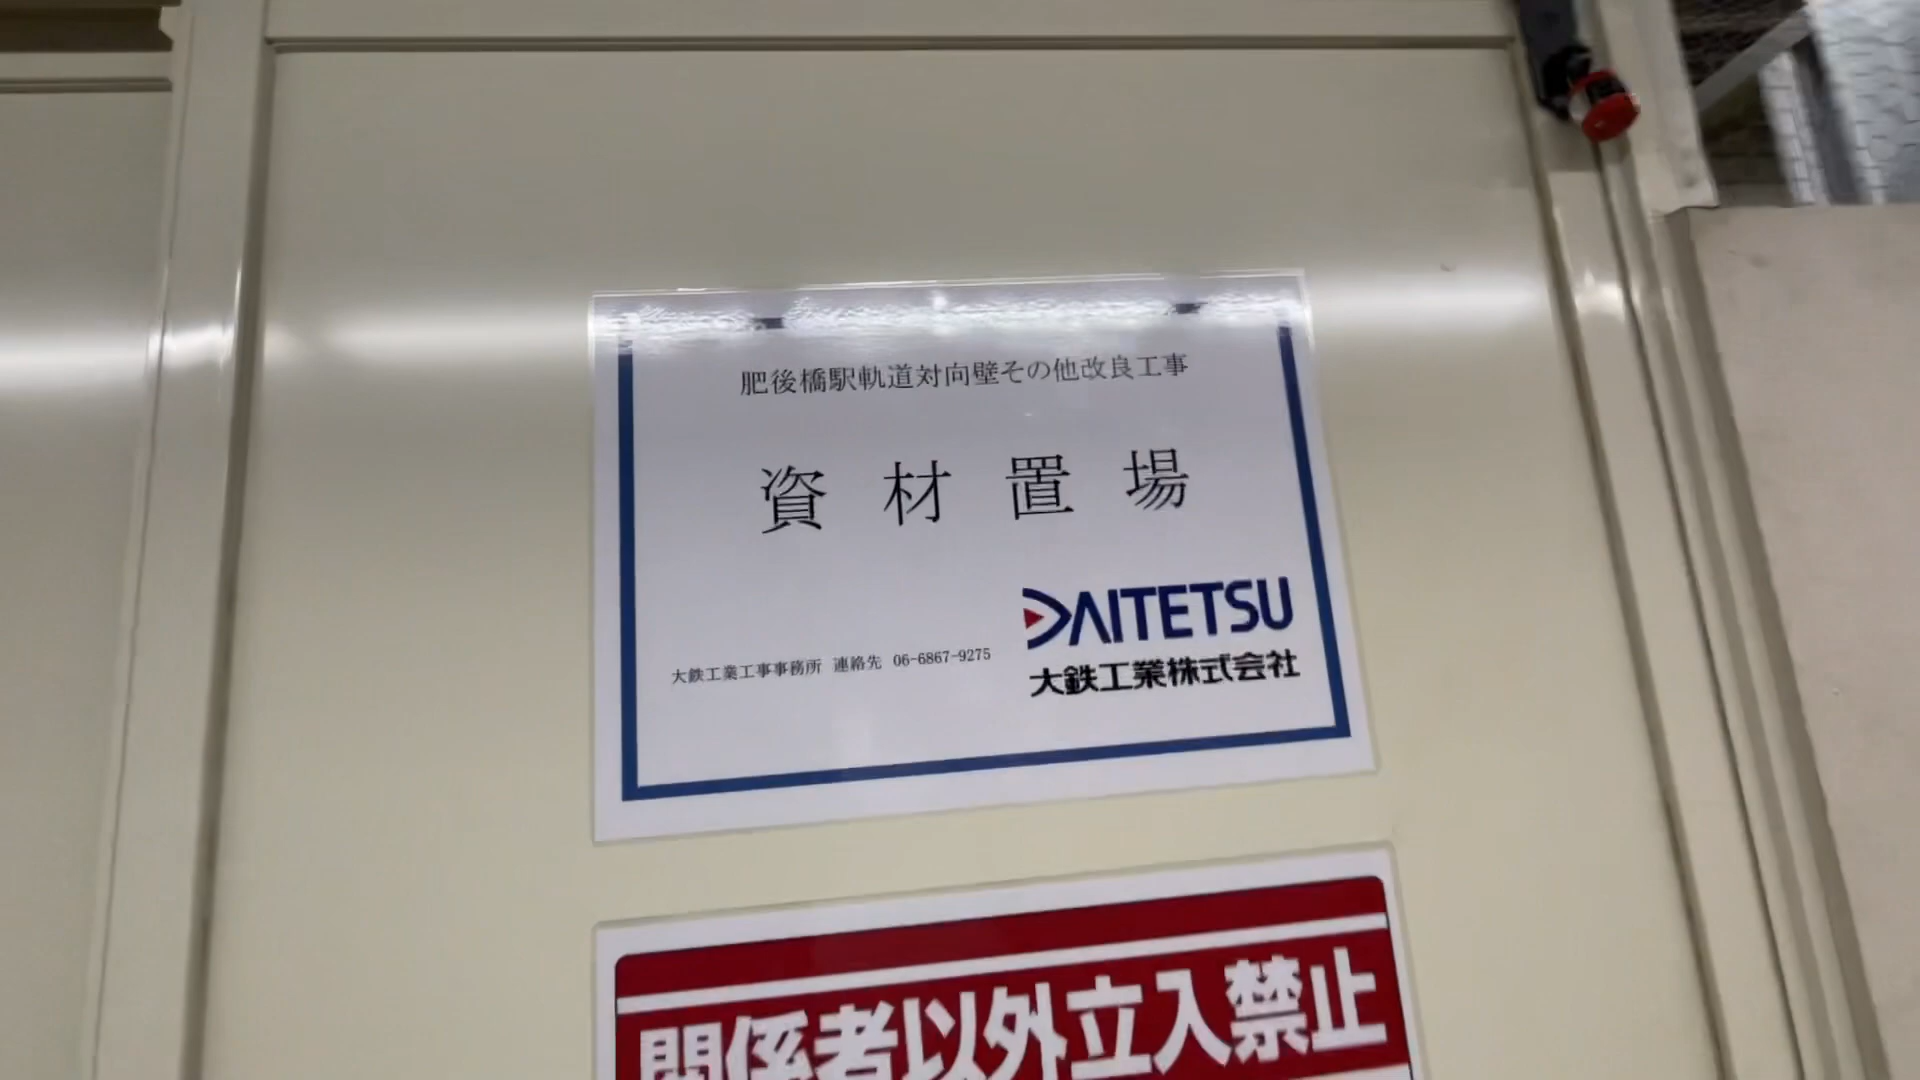 肥後橋駅軌道対向壁その他改良工事
資材置場
DAITETSU
大鉄工業工事事務所 連絡先 06-6867-9275
大鉄工業株式会社
関係者以外立入禁止